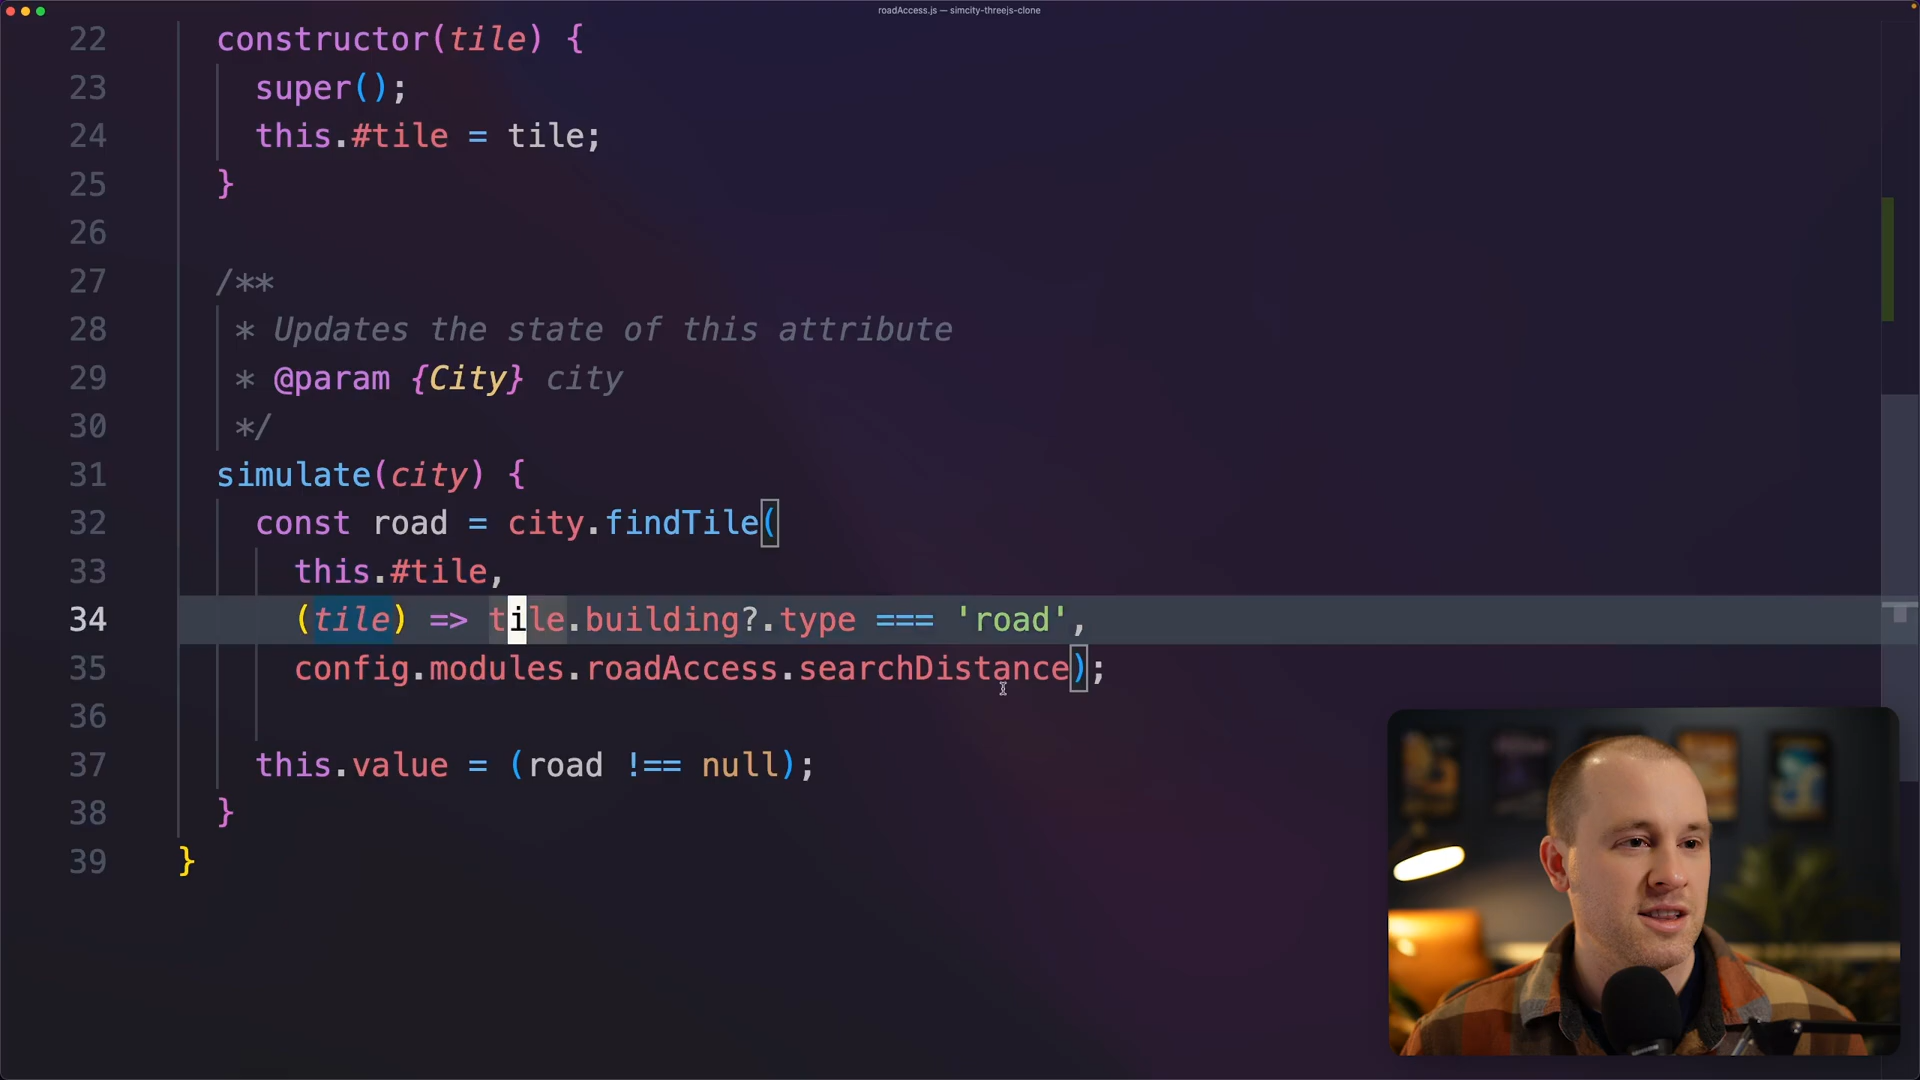 roadAccess.js — simcity-threejs-clone
22 constructor(tile) {
23 super();
24 this.#tile = tile;
25 }
26
27 /**
28 * Updates the state of this attribute
29 * @param {City} city
30 */
31 simulate(city) {
32 const road = city.findTile(
33 this.#tile,
34 (tile) => tile.building?.type === 'road',
35 config.modules.roadAccess.searchDistance);
36
37 this.value = (road !== null);
38 }
39 }